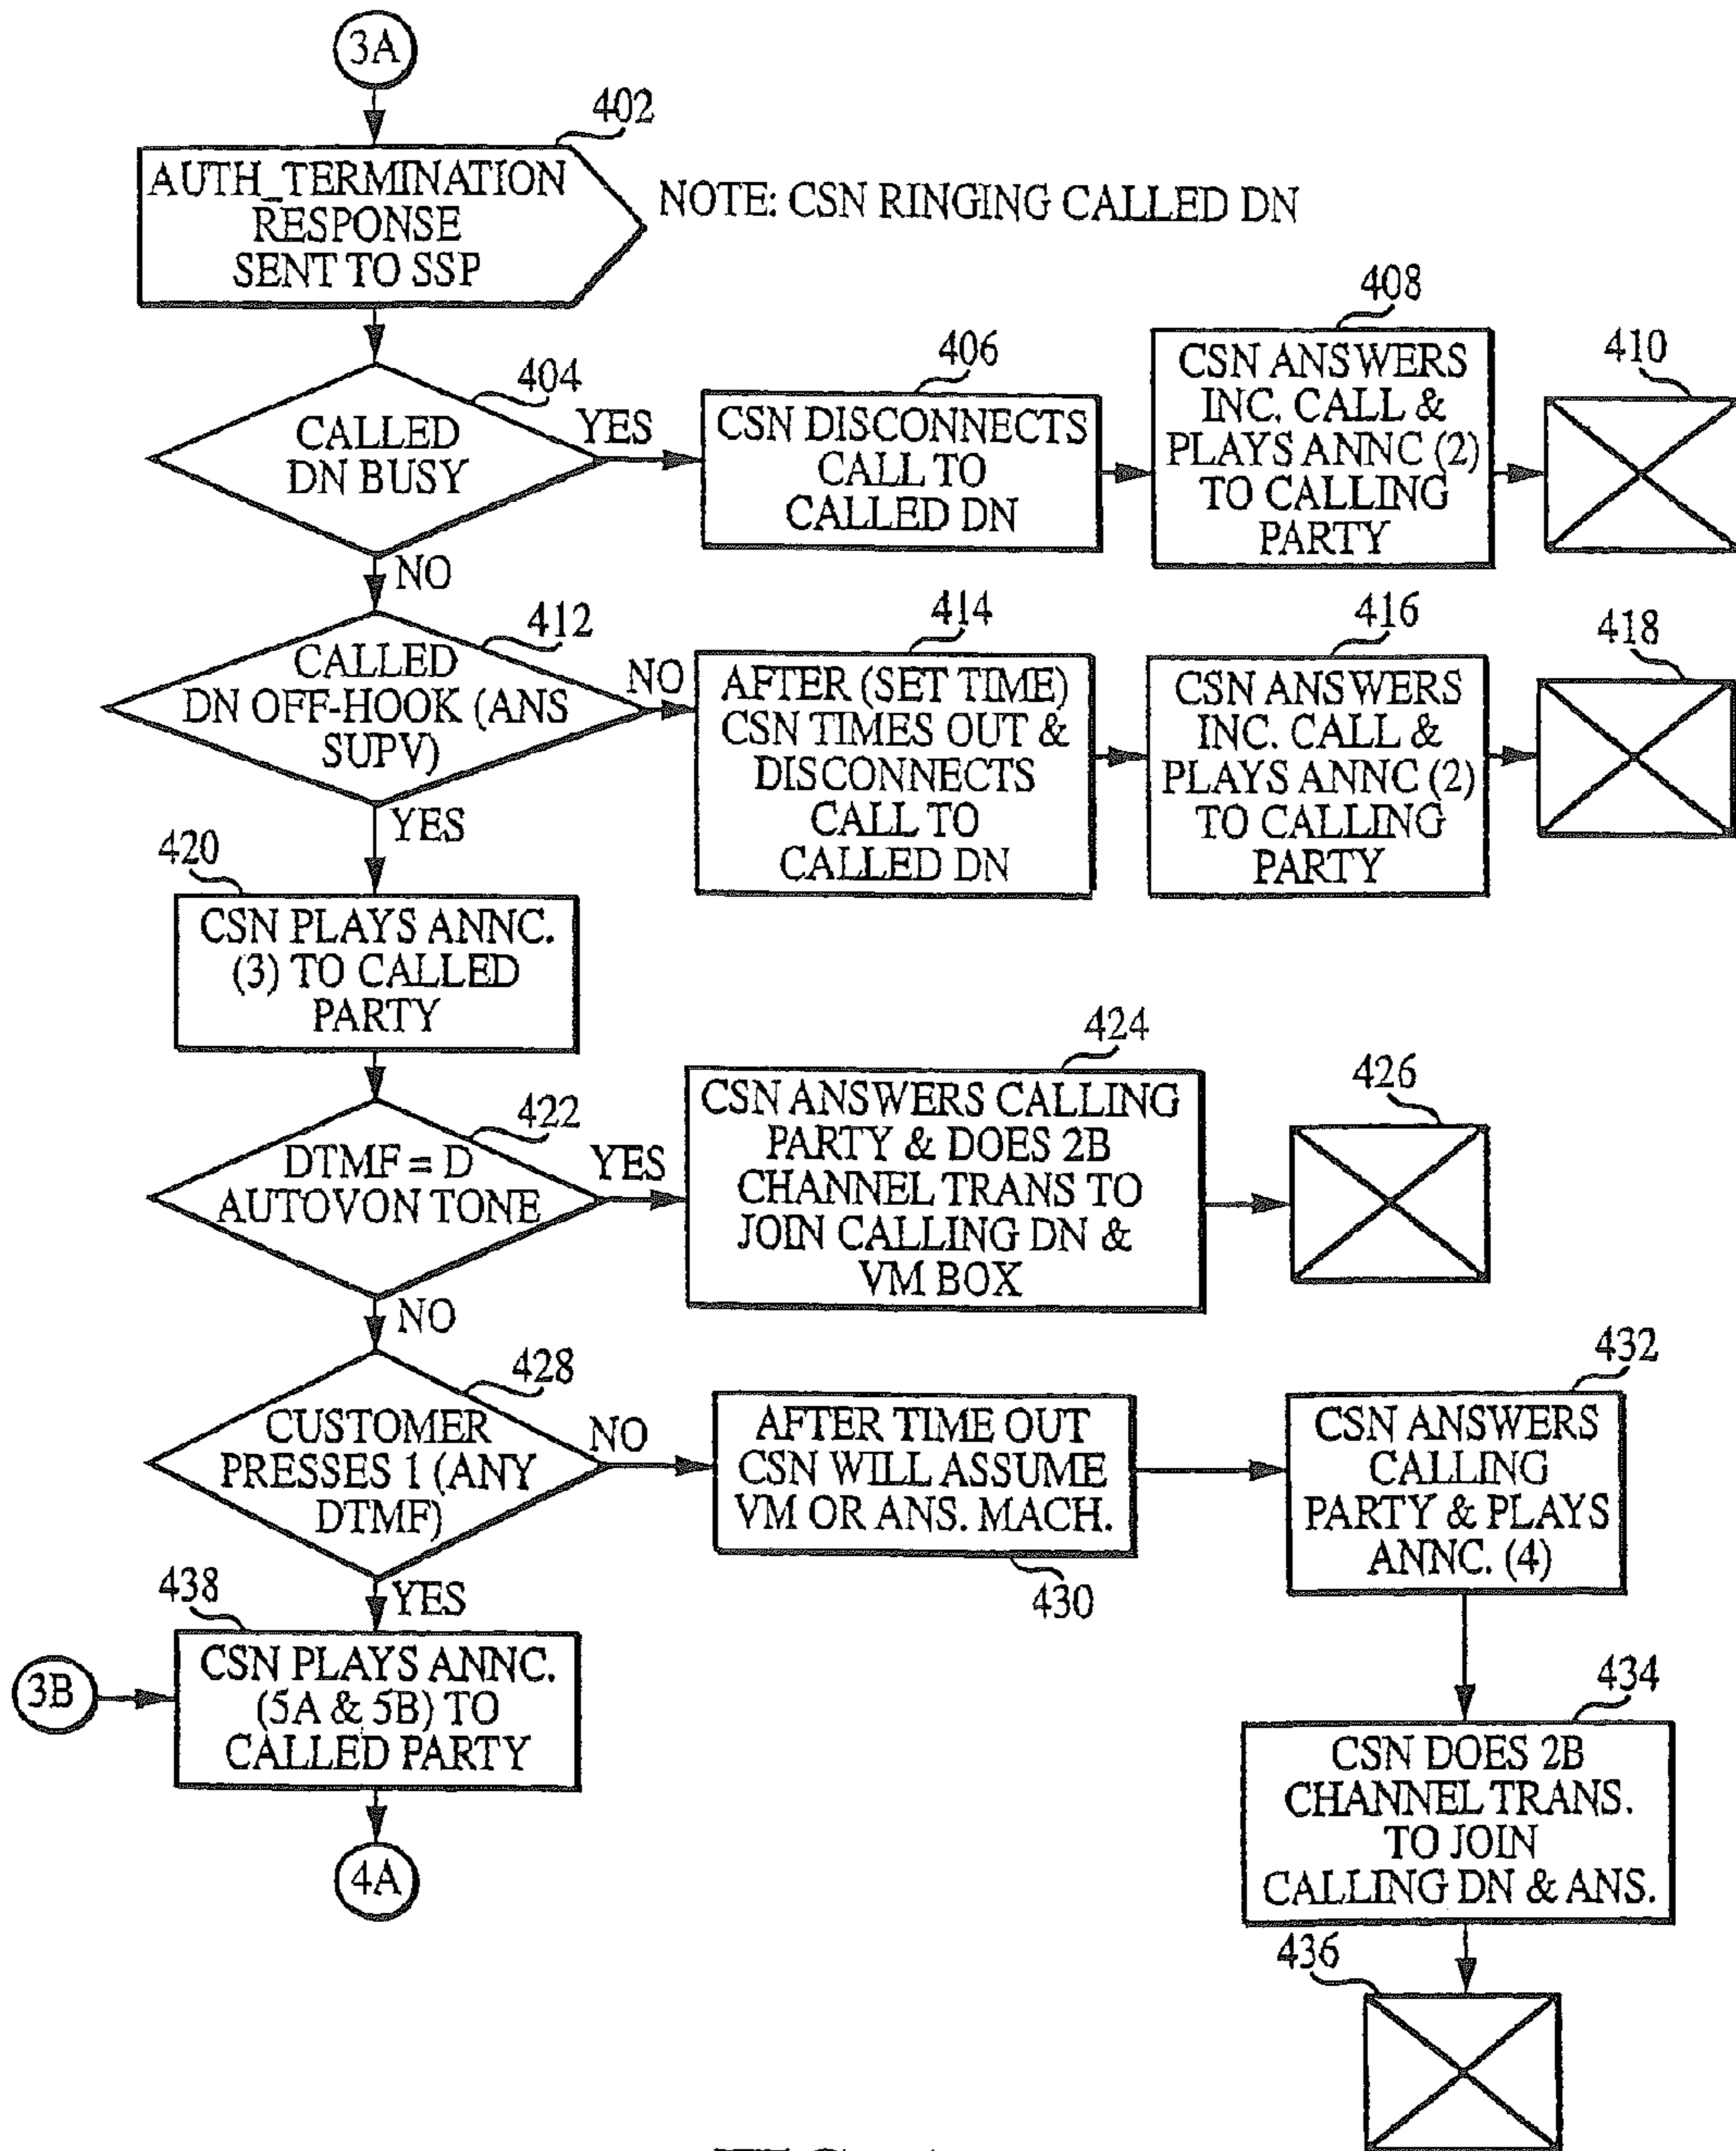 3A
402
AUTH_TERMINATION
RESPONSE
SENT TO SSP
NOTE: CSN RINGING CALLED DN
404
CALLED
DN BUSY
YES
NO
406
CSN DISCONNECTS
CALL TO
CALLED DN
408
CSN ANSWERS
INC. CALL &
PLAYS ANNC (2)
TO CALLING
PARTY
410
412
CALLED
DN OFF-HOOK (ANS
SUPV)
NO
YES
414
AFTER (SET TIME)
CSN TIMES OUT &
DISCONNECTS
CALL TO
CALLED DN
416
CSN ANSWERS
INC. CALL &
PLAYS ANNC (2)
TO CALLING
PARTY
418
420
CSN PLAYS ANNC.
(3) TO CALLED
PARTY
422
DTMF = D
AUTOVON TONE
YES
NO
424
CSN ANSWERS CALLING
PARTY & DOES 2B
CHANNEL TRANS TO
JOIN CALLING DN &
VM BOX
426
428
CUSTOMER
PRESSES 1 (ANY
DTMF)
NO
YES
AFTER TIME OUT
CSN WILL ASSUME
VM OR ANS. MACH.
430
432
CSN ANSWERS
CALLING
PARTY & PLAYS
ANNC. (4)
434
CSN DOES 2B
CHANNEL TRANS.
TO JOIN
CALLING DN & ANS.
436
438
3B
CSN PLAYS ANNC.
(5A & 5B) TO
CALLED PARTY
4A